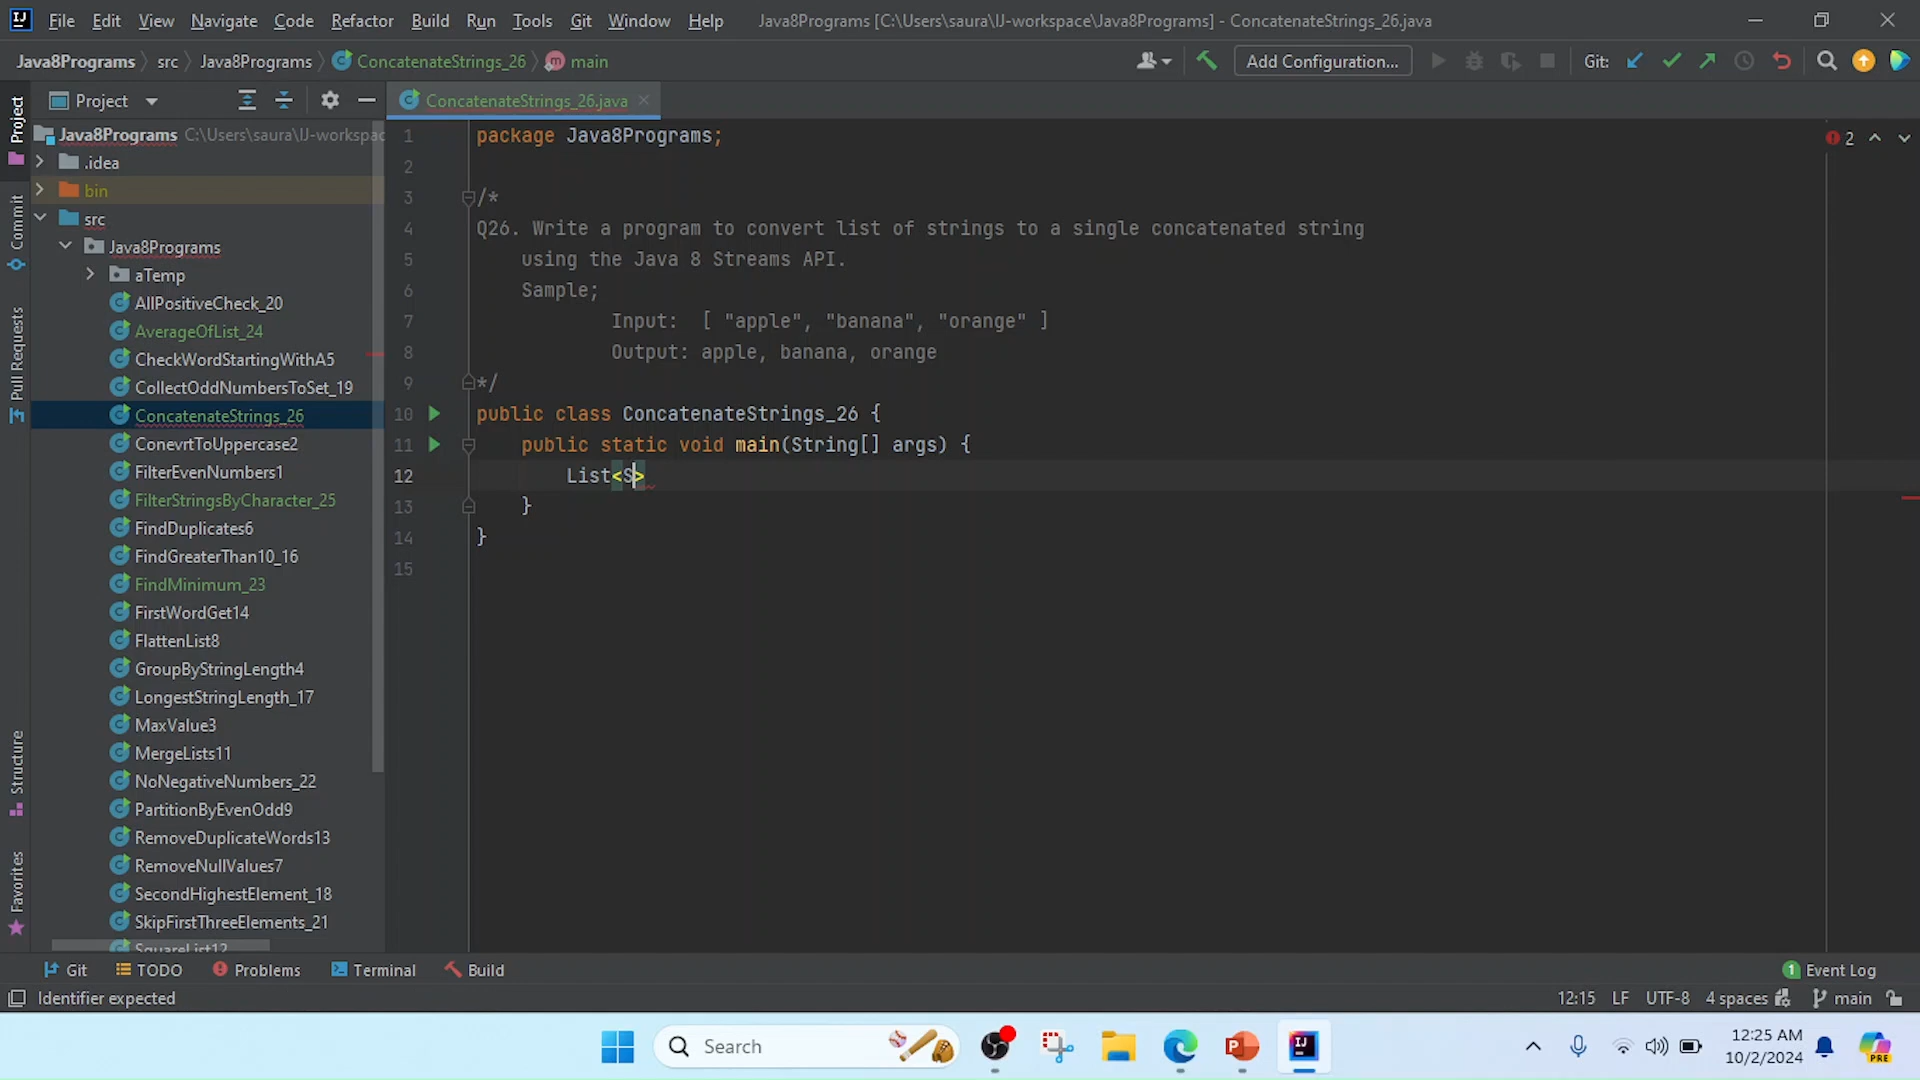 File Edit View Navigate Code Refactor Build Run Tools Git Window Help Java8Programs [C:\Users\saura\IJ-workspace\Java8Programs] - ConcatenateStrings_26.java
Java8Programs src Java8Programs ConcatenateStrings_26 main Add Configuration... Git:
Project ConcatenateStrings_26.java
Java8Programs C:\Users\saura\IJ-workspac
.idea
bin
src
Java8Programs
aTemp
AllPositiveCheck_20
AverageOfList_24
CheckWordStartingWithA5
CollectOddNumbersToSet_19
ConcatenateStrings_26
ConevrtToUppercase2
FilterEvenNumbers1
FilterStringsByCharacter_25
FindDuplicates6
FindGreaterThan10_16
FindMinimum_23
FirstWordGet14
FlattenList8
GroupByStringLength4
LongestStringLength_17
MaxValue3
MergeLists11
NoNegativeNumbers_22
PartitionByEvenOdd9
RemoveDuplicateWords13
RemoveNullValues7
SecondHighestElement_18
SkipFirstThreeElements_21
SquareList12
Project
Commit
Pull Requests
Structure
Favorites
1 package Java8Programs;
2
3 /*
4 Q26. Write a program to convert list of strings to a single concatenated string
5 using the Java 8 Streams API.
6 Sample;
7 Input: [ "apple", "banana", "orange" ]
8 Output: apple, banana, orange
9 */
10 public class ConcatenateStrings_26 {
11 public static void main(String[] args) {
12 List<S>
13 }
14 }
15
2
Git TODO Problems Terminal Build 1 Event Log
Identifier expected 12:15 LF UTF-8 4 spaces main
Search
12:25 AM
10/2/2024
PRE